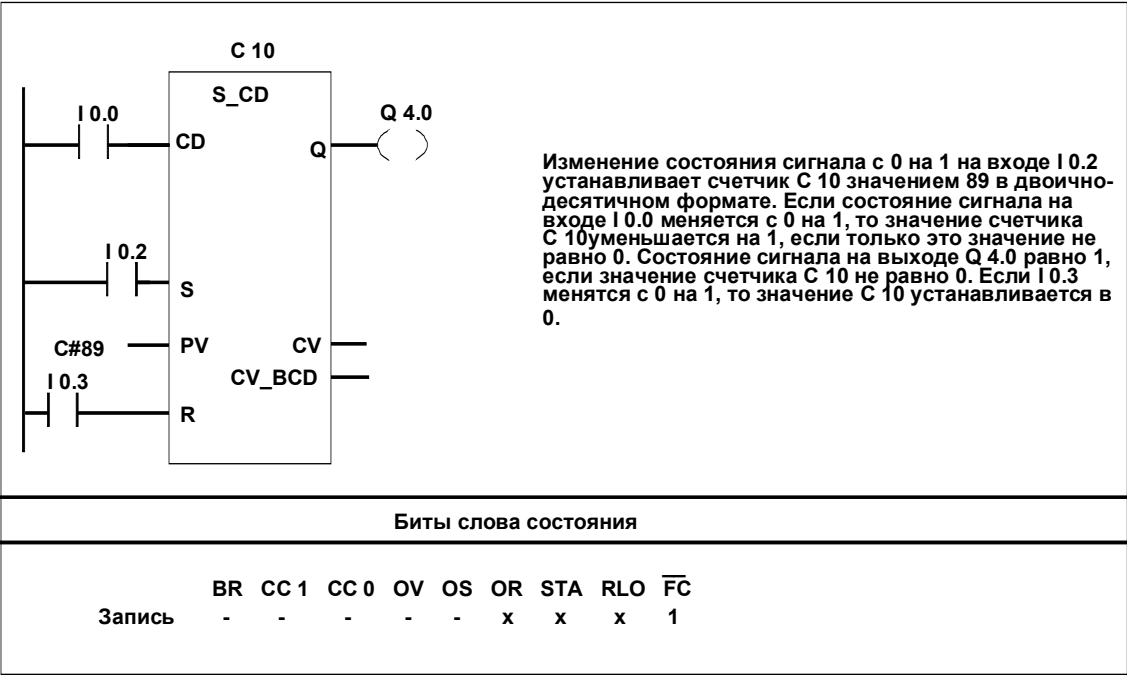 C 10
S_CD
I 0.0
Q 4.0
CD
Q
I 0.2
S
C#89
PV
CV
I 0.3
CV_BCD
R
Изменение состояния сигнала с 0 на 1 на входе I 0.2
устанавливает счетчик C 10 значением 89 в двоично-
десятичном формате. Если состояние сигнала на
входе I 0.0 меняется с 0 на 1, то значение счетчика
C 10уменьшается на 1, если только это значение не
равно 0. Состояние сигнала на выходе Q 4.0 равно 1,
если значение счетчика C 10 не равно 0. Если I 0.3
менятся с 0 на 1, то значение C 10 устанавливается в
0.
Биты слова состояния
BR CC 1 CC 0 OV OS OR STA RLO F̅C̅
Запись - - - - - x x x 1